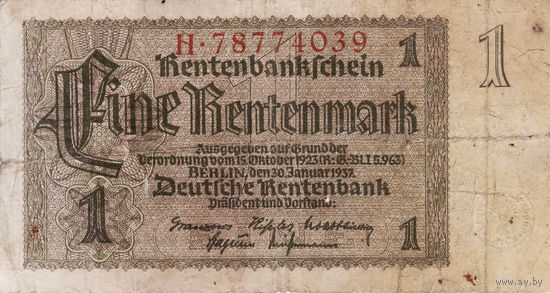 H·78774039
1
1
Rentenbankschein
Eine Rentenmark
Ausgegeben auf Grund der
Verordnung vom 15. Oktober 1923 (R·G·Bl. I S. 963)
BERLIN, den 30. Januar 1937.
Deutsche Rentenbank
Präsident und Vorstand:
1
1
www.ay.by